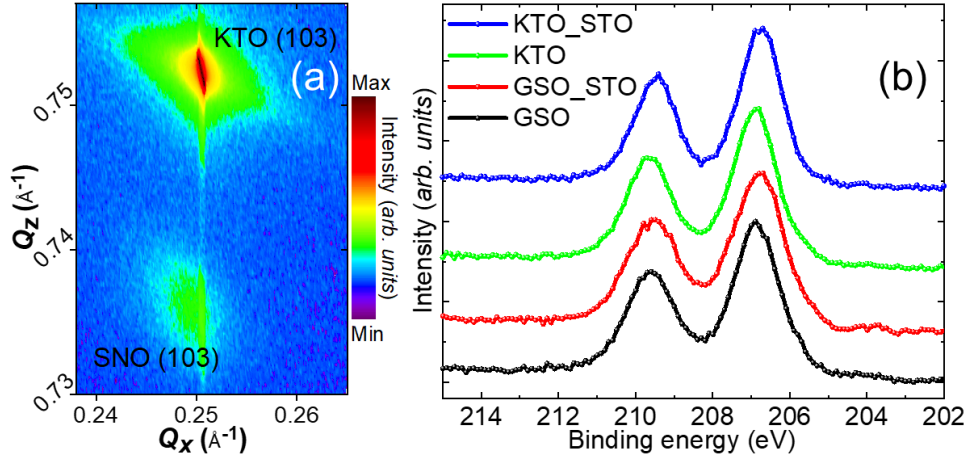 KTO (103)
(a)
Max
Intensity (arb. units)
Min
SNO (103)
0.75
0.74
0.73
Qz (Å-1)
0.24 0.25 0.26
Qx (Å-1)
KTO_STO
KTO
GSO_STO
GSO
(b)
Intensity (arb. units)
214 212 210 208 206 204 202
Binding energy (eV)